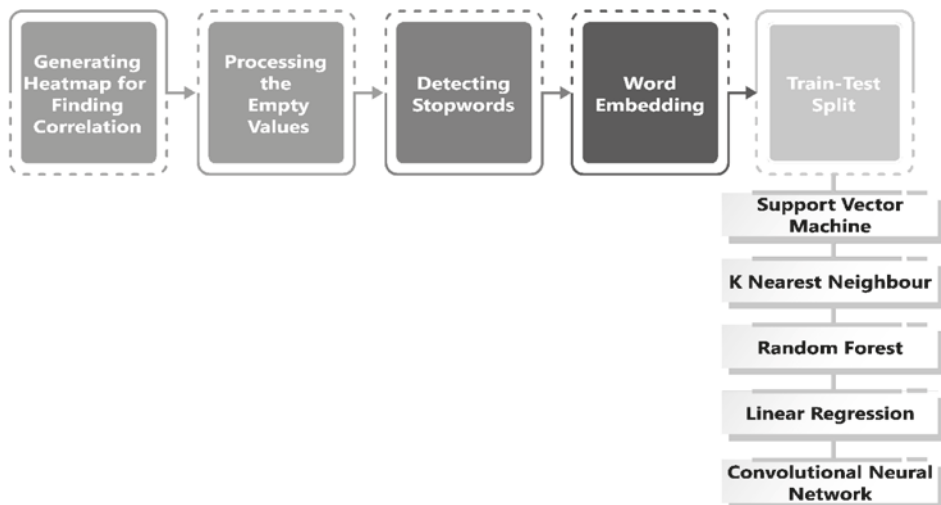 Generating
Heatmap for
Finding
Correlation
Processing
the
Empty
Values
Detecting
Stopwords
Word
Embedding
Train-Test
Split
Support Vector
Machine
K Nearest Neighbour
Random Forest
Linear Regression
Convolutional Neural
Network